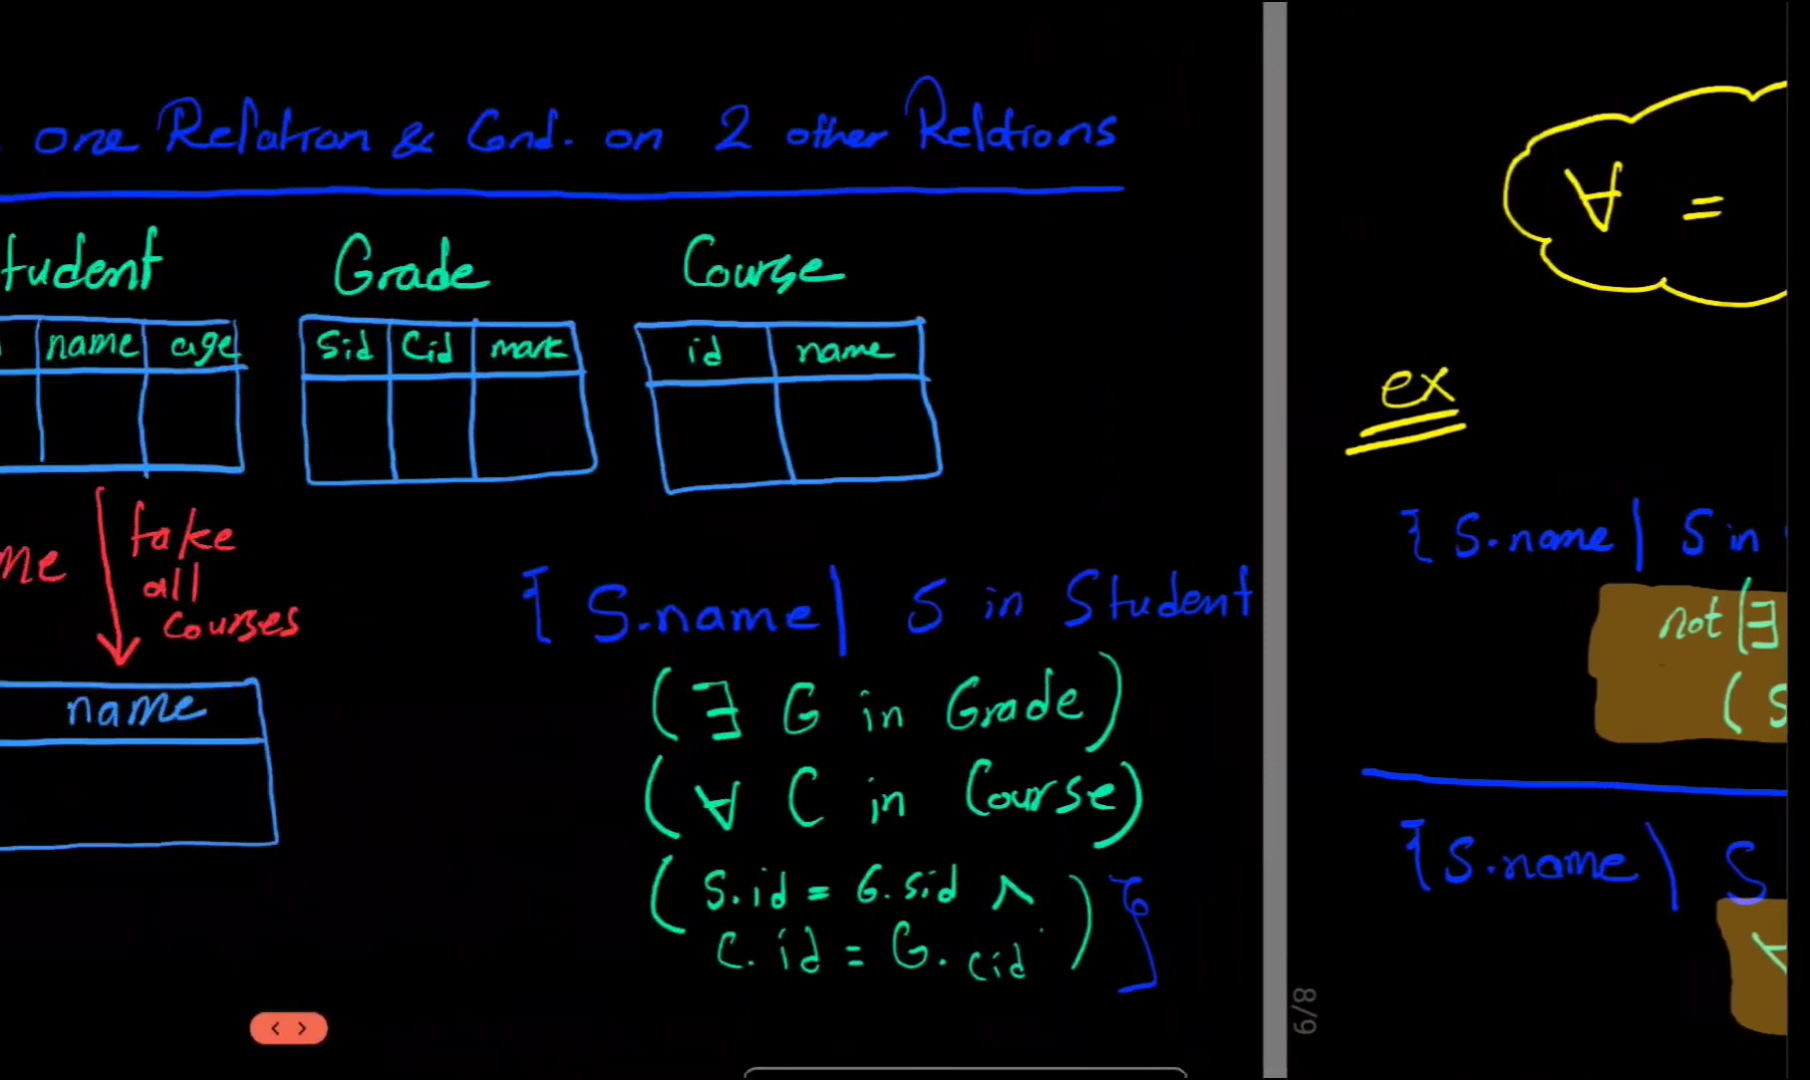 one Relation & Cond. on 2 other Relations
tudent Grade Course
name age sid cid mark id name
me take all courses
name
{ S.name | S in Student
(∃ G in Grade)
(∀ C in Course)
(S.id = G.sid ∧
C.id = G.cid) }
8/9
∀ =
ex
{ S.name | S in
not (∃
( S
{ S.name | S
∀